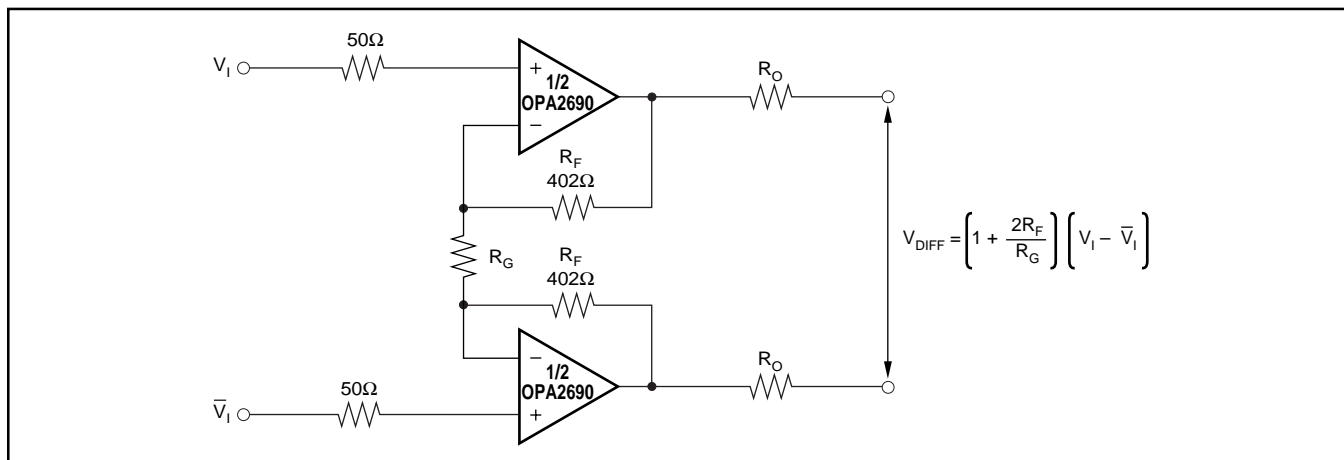 50Ω
V_I
+
1/2
OPA2690
−
R_O
R_F
402Ω
R_G
V_DIFF = (1 + 2R_F/R_G)(V_I − V̅_I)
R_F
402Ω
−
1/2
OPA2690
+
R_O
50Ω
V̅_I